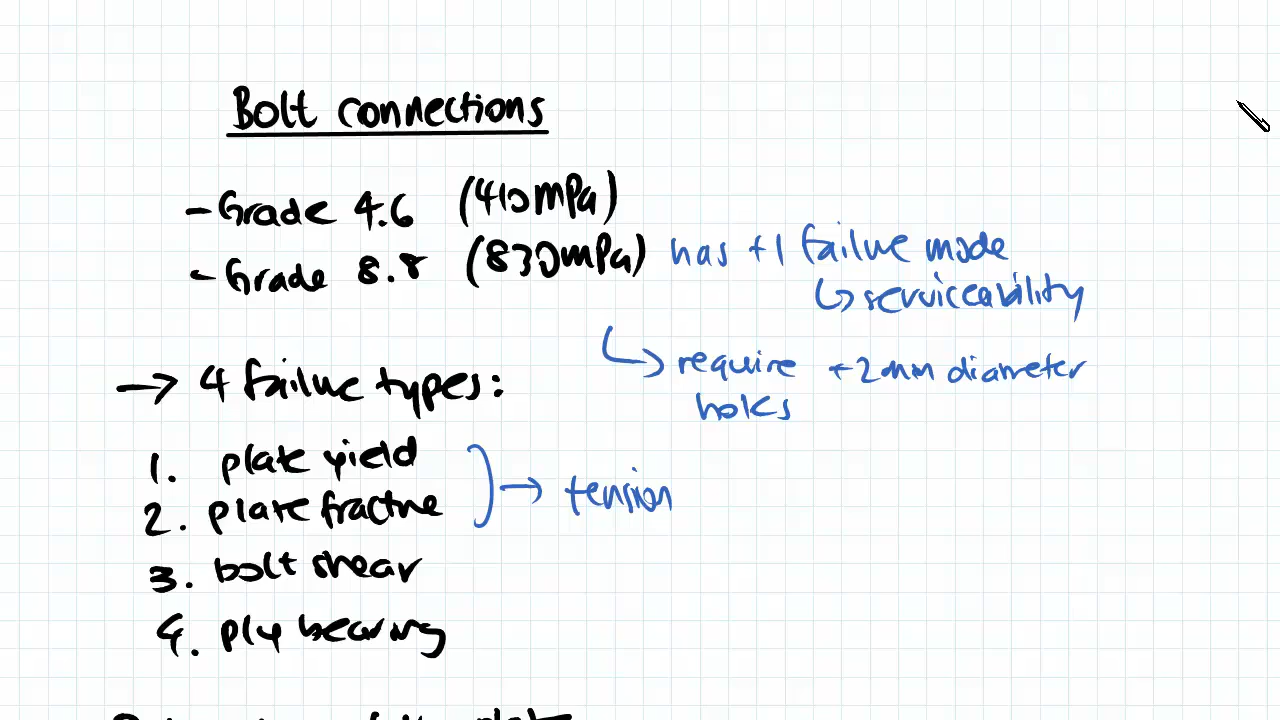 Bolt connections
- Grade 4.6 (410MPa)
- Grade 8.8 (830MPa) has +1 failure mode
↳ serviceability
↳ require +2mm diameter
holes
→ 4 failure types:
1. plate yield
2. plate fracture
} → tension
3. bolt shear
4. ply bearing